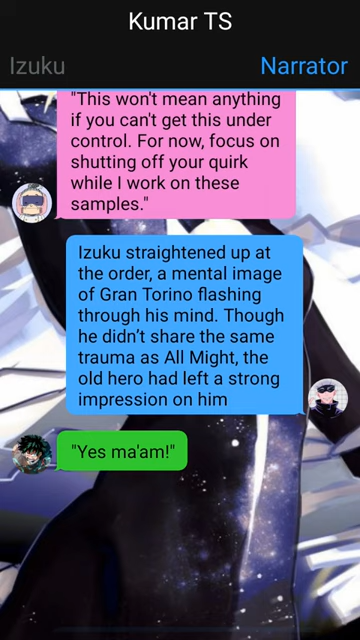 Kumar TS
Izuku
Narrator
"This won't mean anything
if you can't get this under
control. For now, focus on
shutting off your quirk
while I work on these
samples."
Izuku straightened up at
the order, a mental image
of Gran Torino flashing
through his mind. Though
he didn’t share the same
trauma as All Might, the
old hero had left a strong
impression on him
"Yes ma'am!"